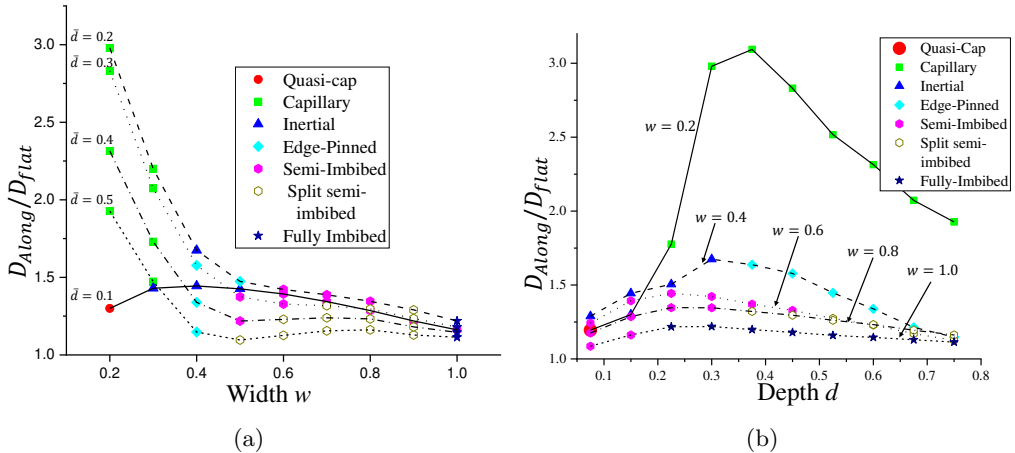 3.0
2.5
2.0
1.5
1.0
D_Along/D_flat
d̄ = 0.2
d̄ = 0.3
d̄ = 0.4
d̄ = 0.5
d̄ = 0.1
Quasi-cap
Capillary
Inertial
Edge-Pinned
Semi-Imbibed
Split semi-
imbibed
Fully Imbibed
0.2 0.4 0.6 0.8 1.0
Width w
(a)
3.0
2.5
2.0
1.5
1.0
D_Along/D_flat
w = 0.2
w = 0.4
w = 0.6
w = 0.8
w = 1.0
Quasi-Cap
Capillary
Inertial
Edge-Pinned
Semi-Imbibed
Split semi-
imbibed
Fully-Imbibed
0.1 0.2 0.3 0.4 0.5 0.6 0.7 0.8
Depth d
(b)